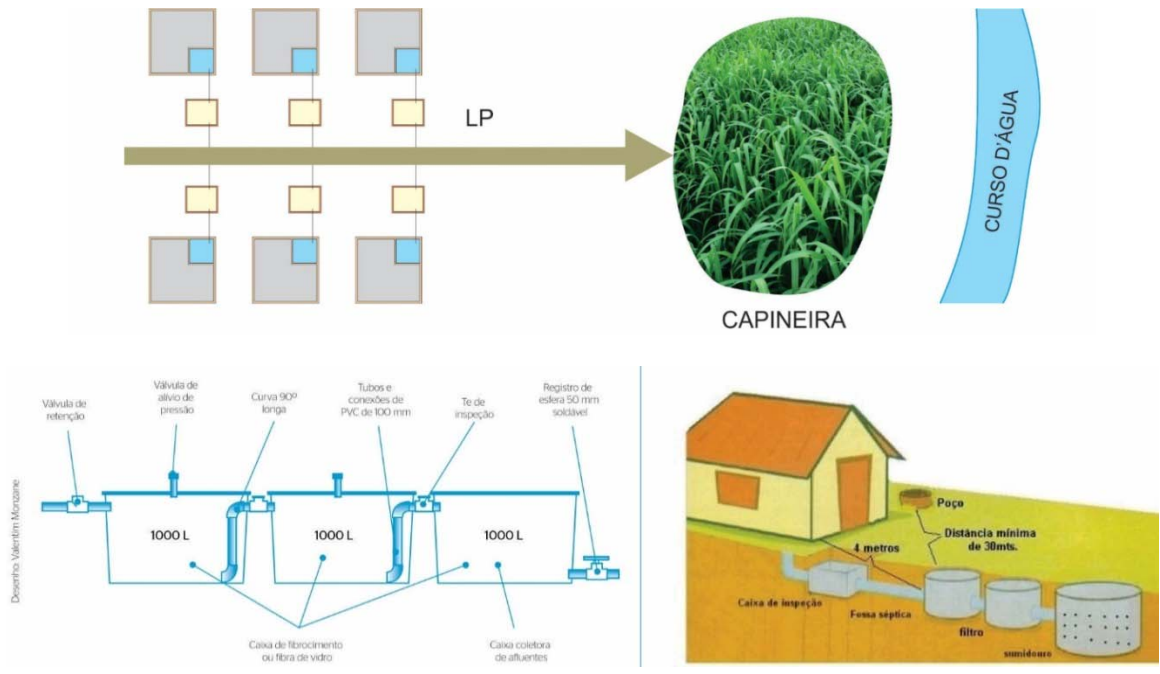 LP
CAPINEIRA
CURSO D'ÁGUA
Desenho: Valentim Monzane
Válvula de
retenção
Válvula de
alívio de
pressão
Curva 90º
longa
Tubos e
conexões de
PVC de 100 mm
Te de
inspeção
Registro de
esfera 50 mm
soldável
1000 L
1000 L
1000 L
Caixa de fibrocimento
ou fibra de vidro
Caixa coletora
de afluentes
Poço
Distância mínima
de 30mts.
4 metros
Caixa de inspeção
Fossa séptica
filtro
sumidouro